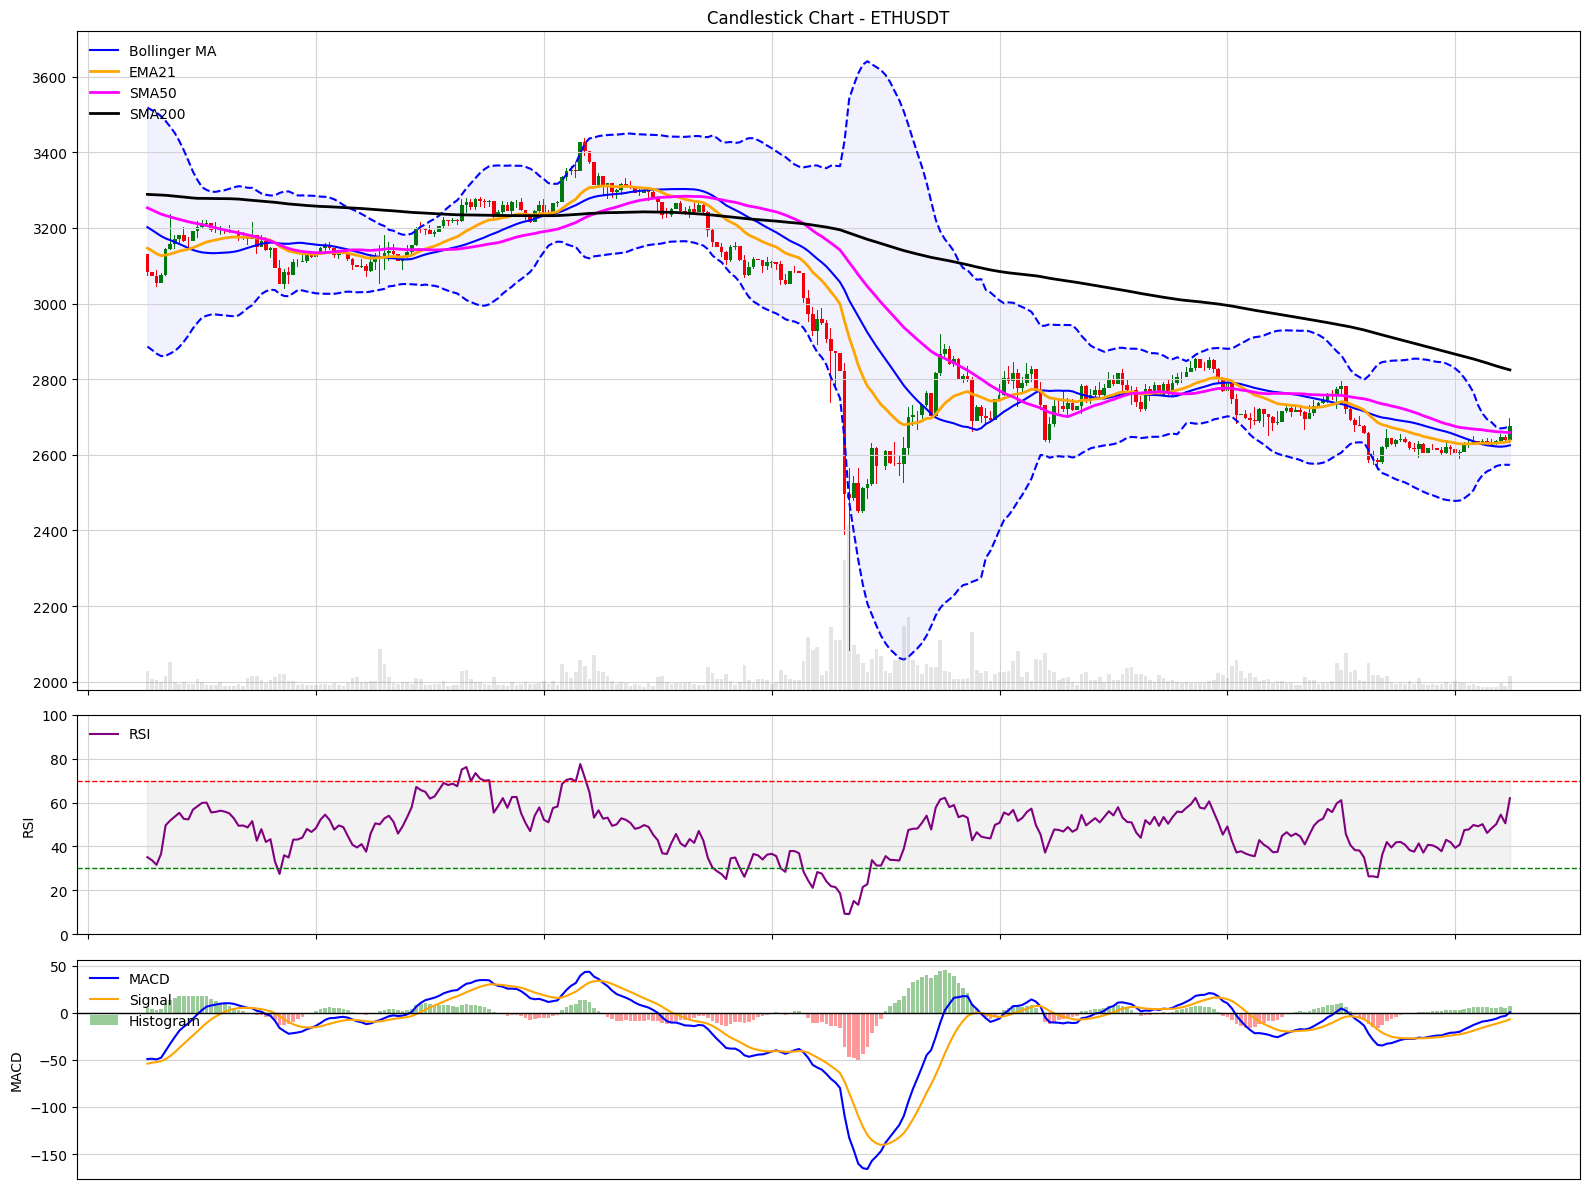 Candlestick Chart - ETHUSDT
Bollinger MA
EMA21
SMA50
SMA200
3600
3400
3200
3000
2800
2600
2400
2200
2000
RSI
RSI
100
80
60
40
20
0
MACD
Signal
Histogram
MACD
50
0
−50
−100
−150